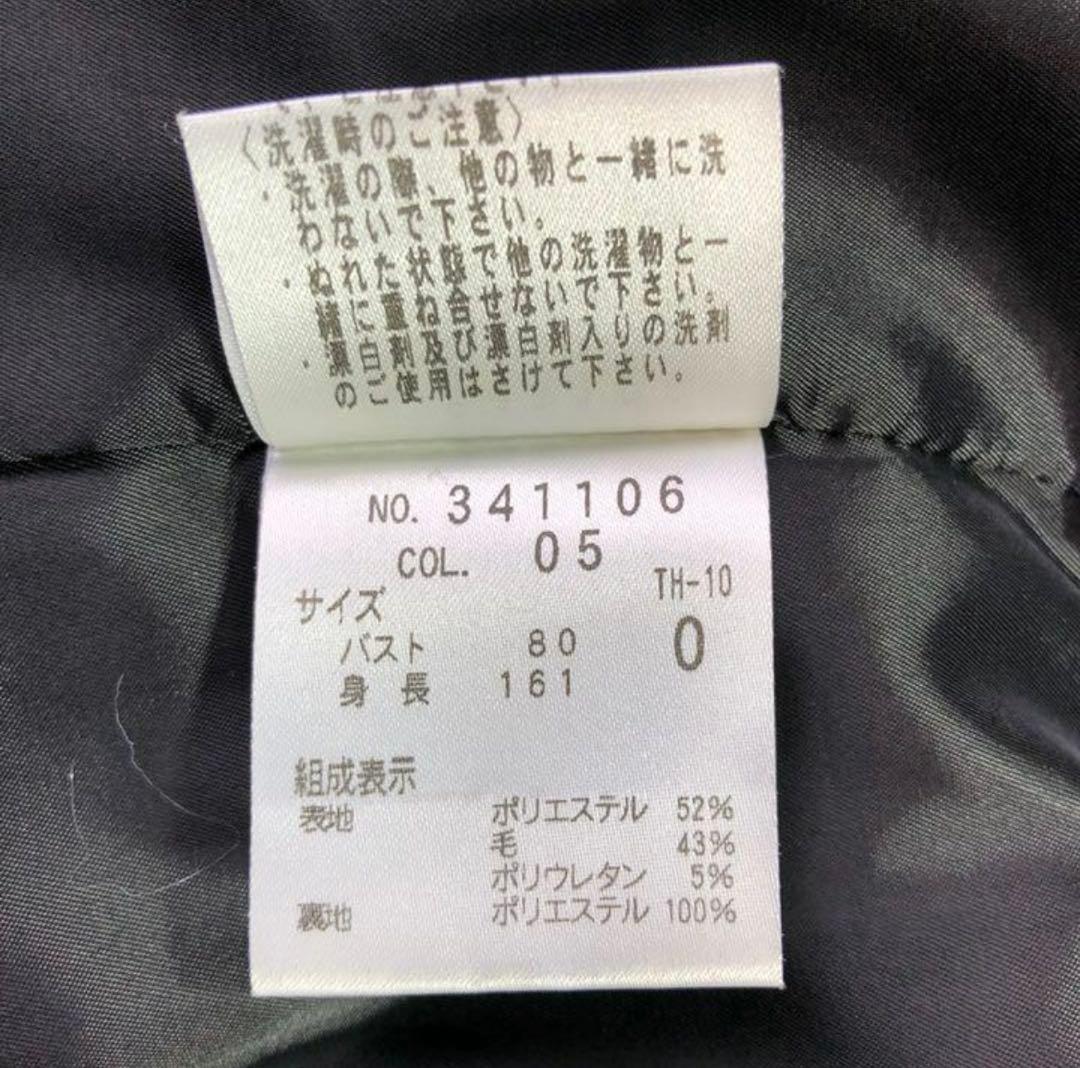 〈洗濯時のご注意〉
・洗濯の際、他の物と一緒に洗
わないで下さい。
・ぬれた状態で他の洗濯物と一
緒に重ね合せないで下さい。
・漂白剤及び漂白剤入りの洗剤
のご使用はさけて下さい。
NO. 341106
COL. 05
TH-10
サイズ 0
バスト 80
身長 161
組成表示
表地 ポリエステル 52%
毛 43%
ポリウレタン 5%
裏地 ポリエステル 100%